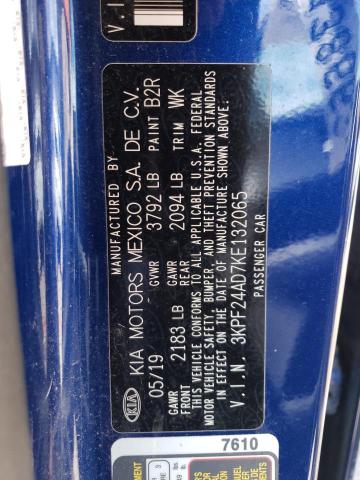 MANUFACTURED BY
KIA MOTORS MEXICO S.A. DE C.V.
05/19 GVWR 3792 LB PAINT B2R
GAWR FRONT 2183 LB GAWR REAR 2094 LB TRIM WK
THIS VEHICLE CONFORMS TO ALL APPLICABLE U.S.A. FEDERAL
MOTOR VEHICLE SAFETY, BUMPER, AND THEFT PREVENTION STANDARDS
IN EFFECT ON THE DATE OF MANUFACTURE SHOWN ABOVE.
V.I.N. 3KPF24AD7KE132065
PASSENGER CAR
KIA
7610
V.I.N